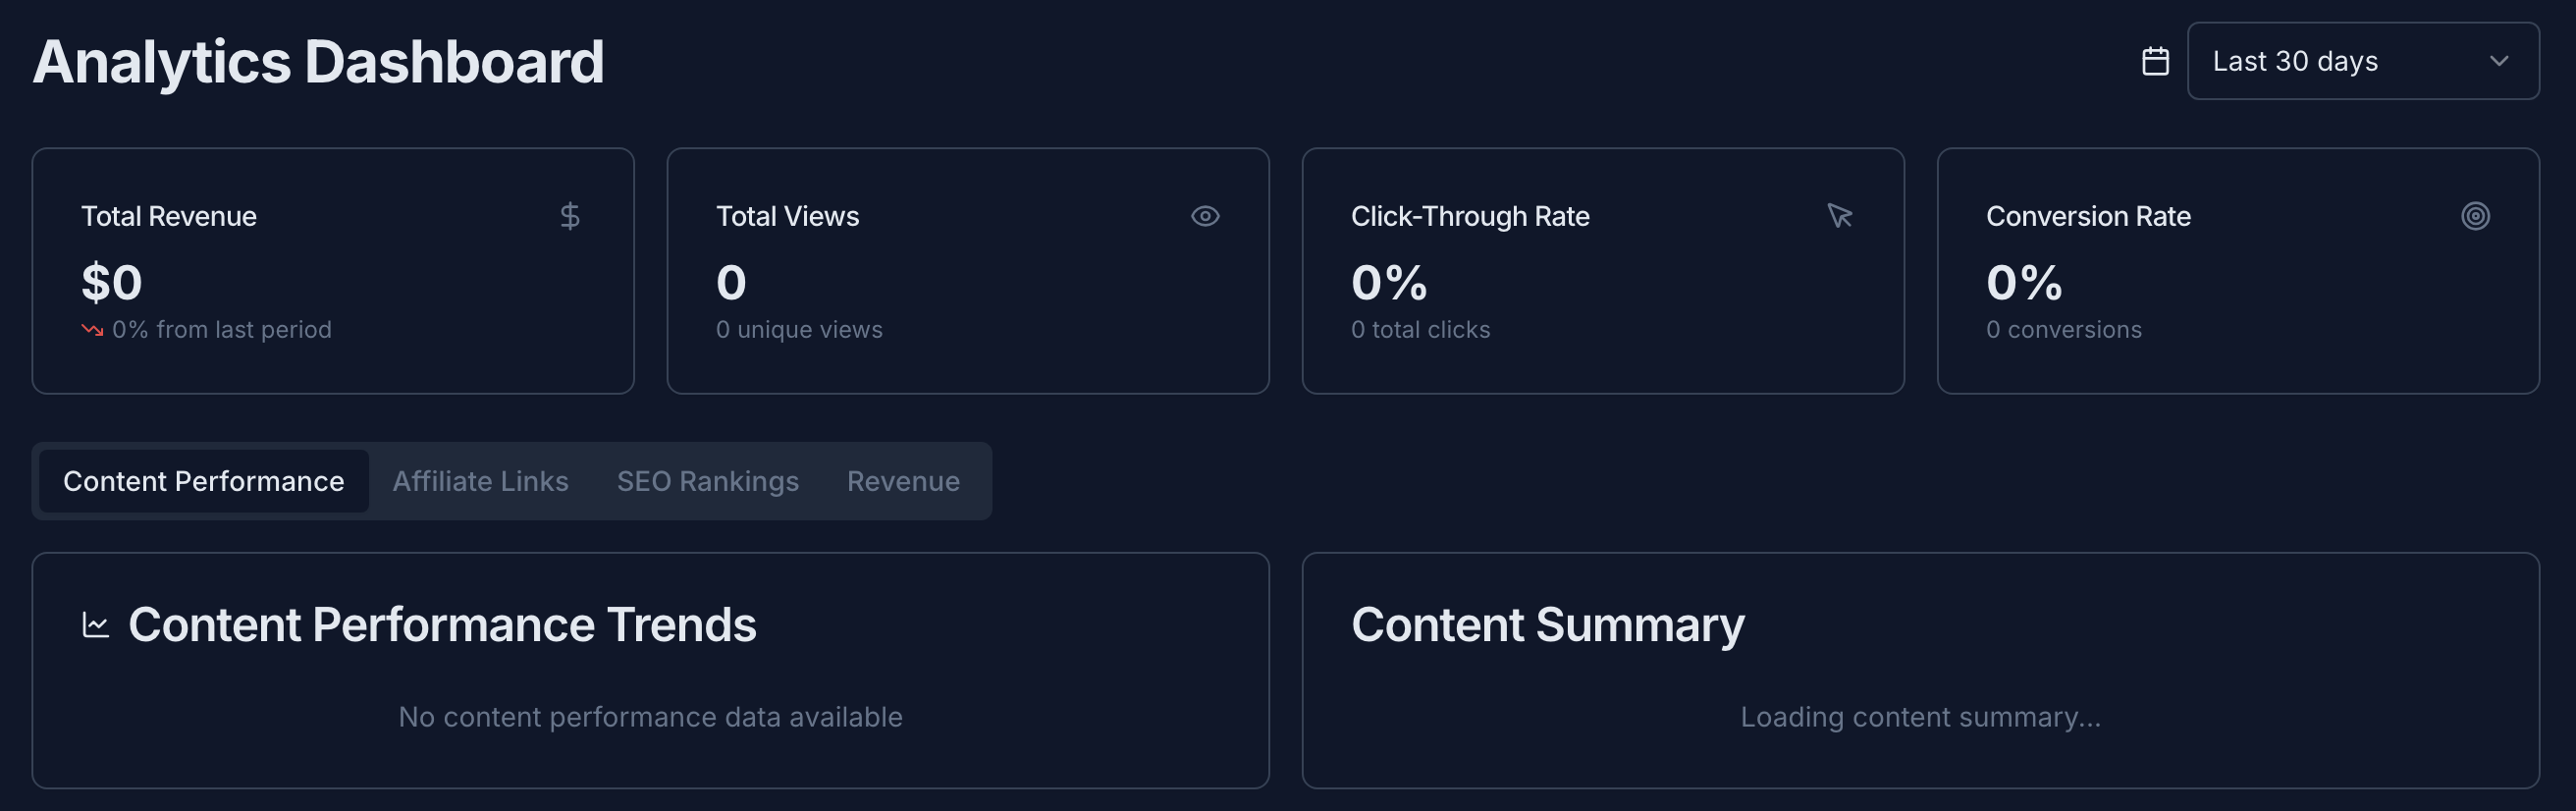 Analytics Dashboard
Last 30 days
Total Revenue
$0
0% from last period
Total Views
0
0 unique views
Click-Through Rate
0%
0 total clicks
Conversion Rate
0%
0 conversions
Content Performance
Affiliate Links
SEO Rankings
Revenue
Content Performance Trends
No content performance data available
Content Summary
Loading content summary...